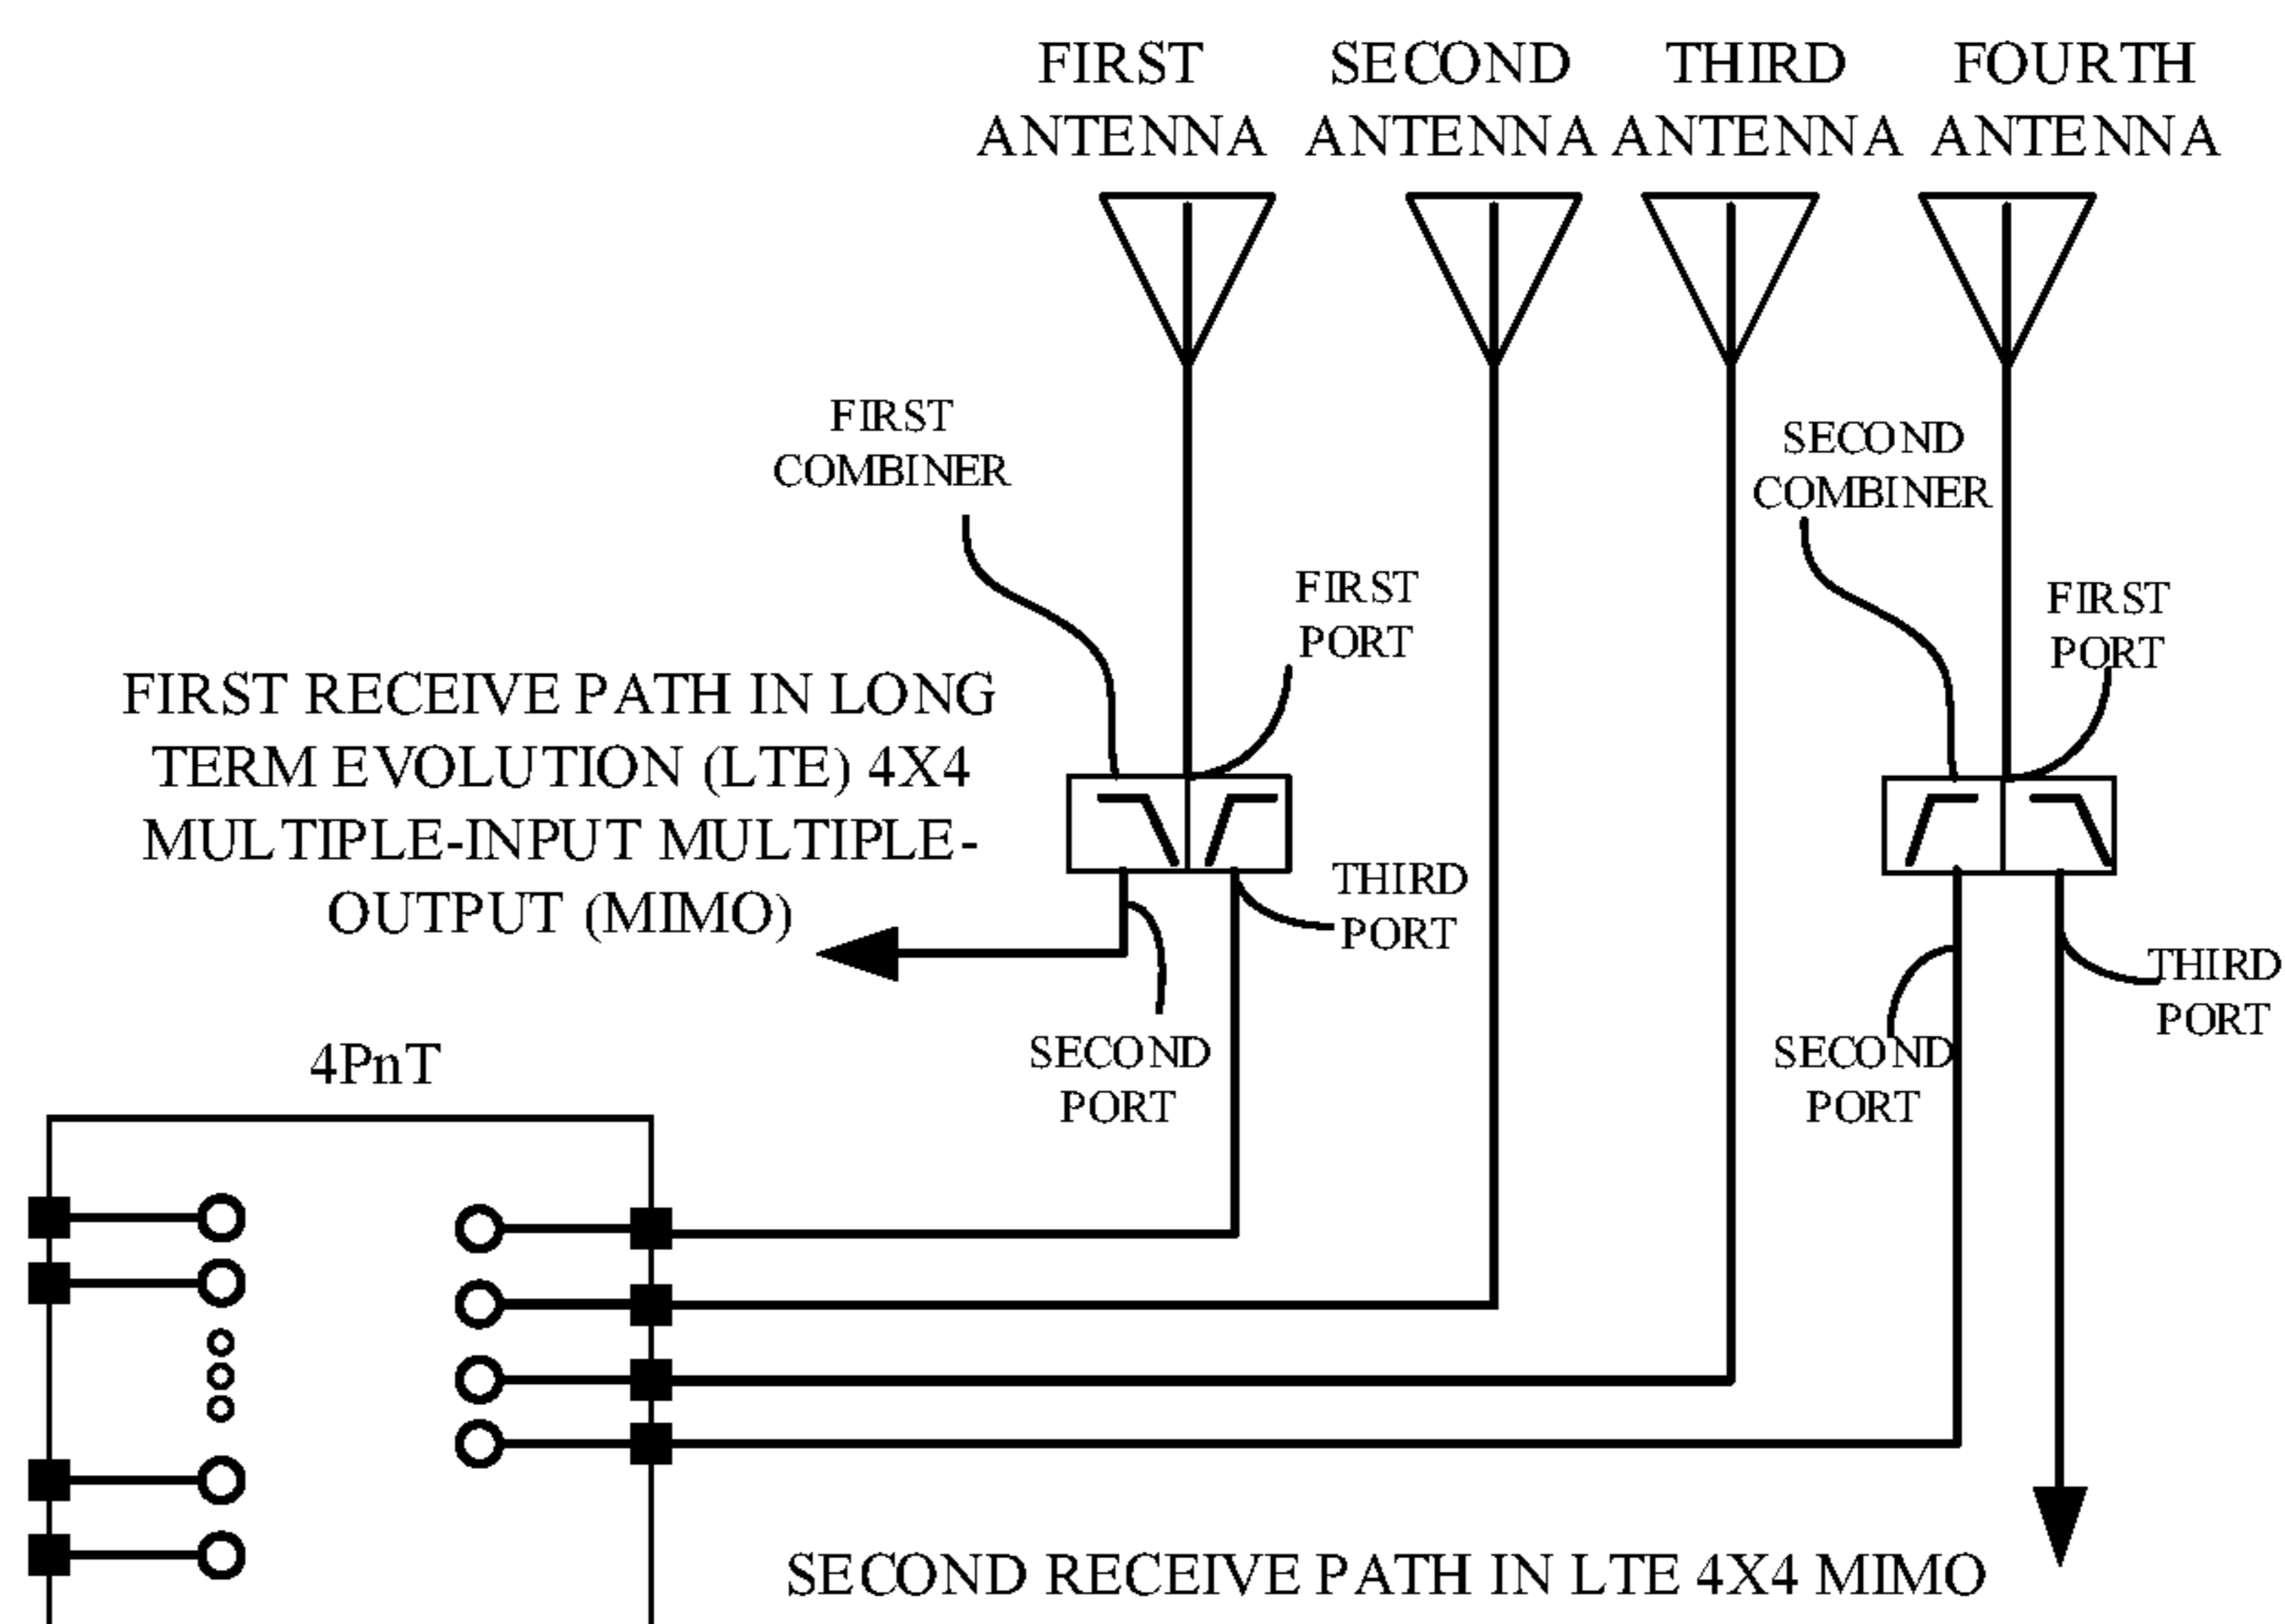 FIRST
ANTENNA
SECOND
ANTENNA
THIRD
ANTENNA
FOURTH
ANTENNA
FIRST
COMBINER
SECOND
COMBINER
FIRST
PORT
FIRST
PORT
FIRST RECEIVE PATH IN LONG
TERM EVOLUTION (LTE) 4X4
MULTIPLE-INPUT MULTIPLE-
OUTPUT (MIMO)
THIRD
PORT
THIRD
PORT
SECOND
PORT
SECOND
PORT
4PnT
SECOND RECEIVE PATH IN LTE 4X4 MIMO